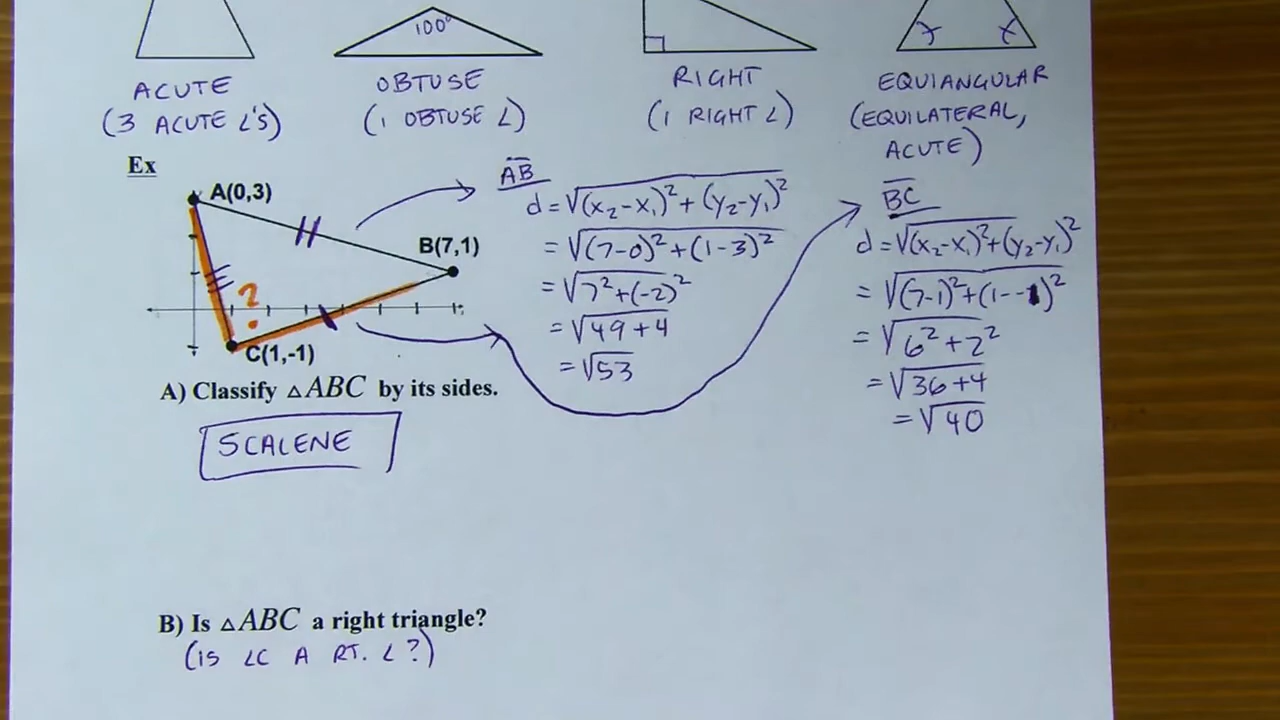 100°
ACUTE
(3 ACUTE ∠'S)
OBTUSE
(1 OBTUSE ∠)
RIGHT
(1 RIGHT ∠)
EQUIANGULAR
(EQUILATERAL,
ACUTE)
Ex
A(0,3)
B(7,1)
?
C(1,-1)
AB
d=√(x₂-x₁)²+(y₂-y₁)²
=√(7-0)²+(1-3)²
=√7²+(-2)²
=√49+4
=√53
BC
d=√(x₂-x₁)²+(y₂-y₁)²
=√(7-1)²+(1--1)²
=√6²+2²
=√36+4
=√40
A) Classify △ABC by its sides.
SCALENE
B) Is △ABC a right triangle?
(IS ∠C A RT. ∠?)